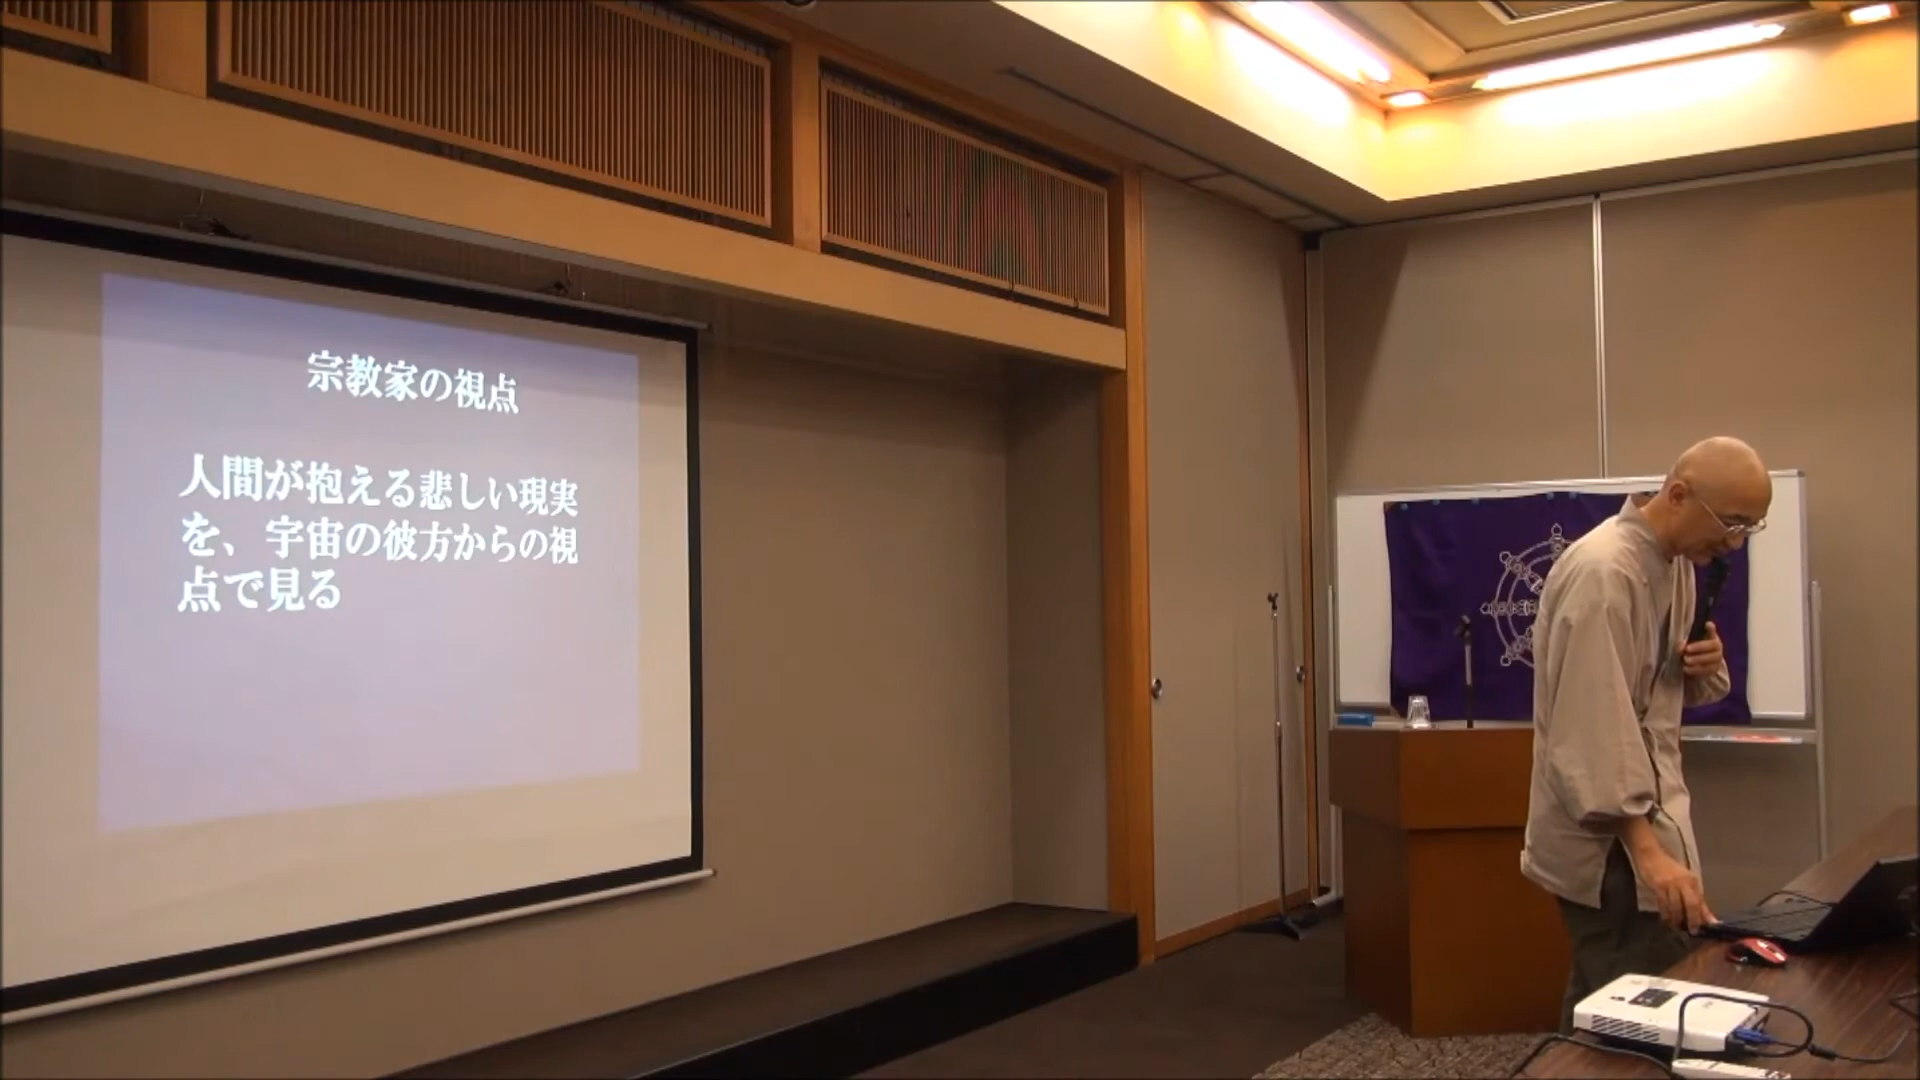 宗教家の視点
人間が抱える悲しい現実
を、宇宙の彼方からの視
点で見る